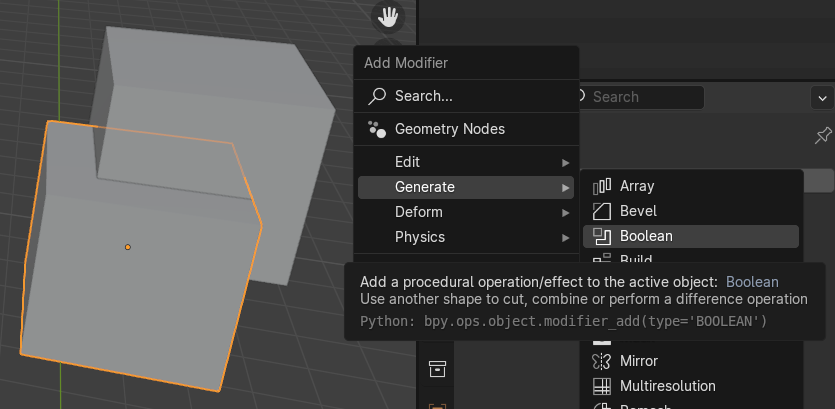 Add Modifier
Search...
Search
Geometry Nodes
Edit
Generate
Array
Deform
Bevel
Physics
Boolean
Add a procedural operation/effect to the active object: Boolean
Use another shape to cut, combine or perform a difference operation
Python: bpy.ops.object.modifier_add(type='BOOLEAN')
Mirror
Multiresolution